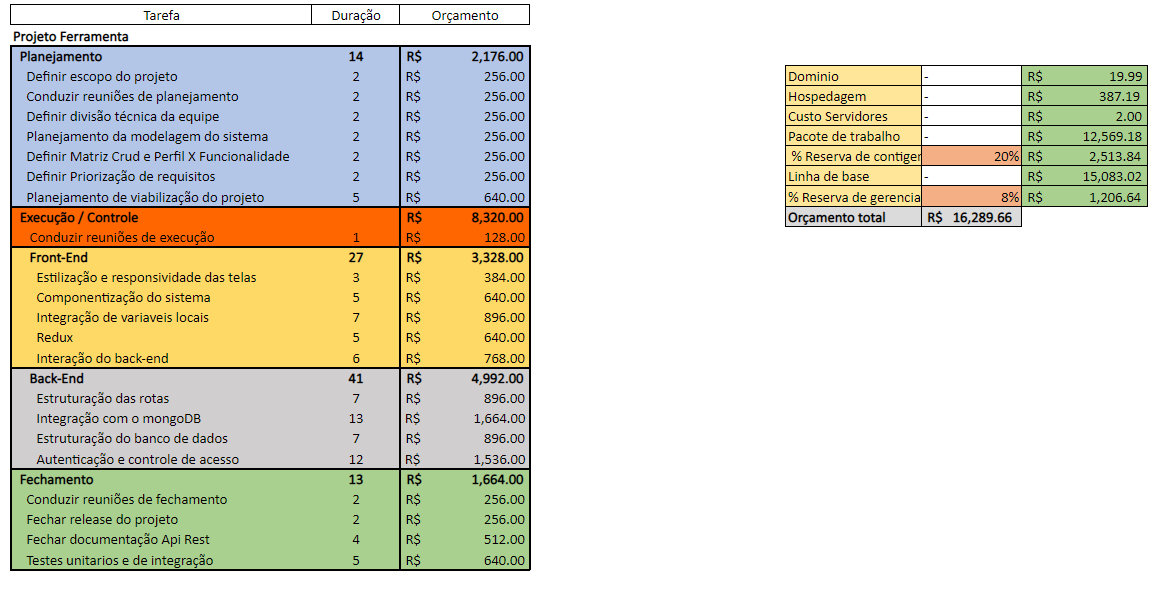 Tarefa Duração Orçamento
Projeto Ferramenta
Planejamento 14 R$ 2,176.00
Definir escopo do projeto 2 R$ 256.00
Conduzir reuniões de planejamento 2 R$ 256.00
Definir divisão técnica da equipe 2 R$ 256.00
Planejamento da modelagem do sistema 2 R$ 256.00
Definir Matriz Crud e Perfil X Funcionalidade 2 R$ 256.00
Definir Priorização de requisitos 2 R$ 256.00
Planejamento de viabilização do projeto 5 R$ 640.00
Execução / Controle R$ 8,320.00
Conduzir reuniões de execução 1 R$ 128.00
Front-End 27 R$ 3,328.00
Estilização e responsividade das telas 3 R$ 384.00
Componentização do sistema 5 R$ 640.00
Integração de variaveis locais 7 R$ 896.00
Redux 5 R$ 640.00
Interação do back-end 6 R$ 768.00
Back-End 41 R$ 4,992.00
Estruturação das rotas 7 R$ 896.00
Integração com o mongoDB 13 R$ 1,664.00
Estruturação do banco de dados 7 R$ 896.00
Autenticação e controle de acesso 12 R$ 1,536.00
Fechamento 13 R$ 1,664.00
Conduzir reuniões de fechamento 2 R$ 256.00
Fechar release do projeto 2 R$ 256.00
Fechar documentação Api Rest 4 R$ 512.00
Testes unitarios e de integração 5 R$ 640.00
Dominio - R$ 19.99
Hospedagem - R$ 387.19
Custo Servidores - R$ 2.00
Pacote de trabalho - R$ 12,569.18
% Reserva de contiger 20% R$ 2,513.84
Linha de base - R$ 15,083.02
% Reserva de gerencia 8% R$ 1,206.64
Orçamento total R$ 16,289.66